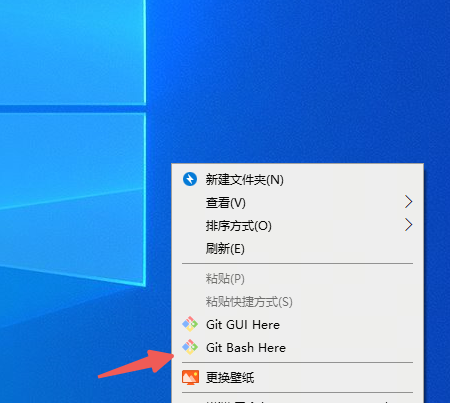 新建文件夹(N)
查看(V)
排序方式(O)
刷新(E)
粘贴(P)
粘贴快捷方式(S)
Git GUI Here
Git Bash Here
更换壁纸